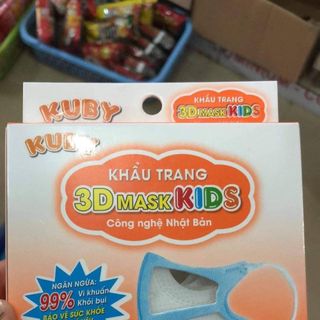 KUBY
KHẨU TRANG
3D MASK KIDS
KUBY
KHẨU TRANG
3D MASK KIDS
Công nghệ Nhật Bản
NGĂN NGỪA:
99% Vi khuẩn
Khói bụi
BẢO VỆ SỨC KHỎE